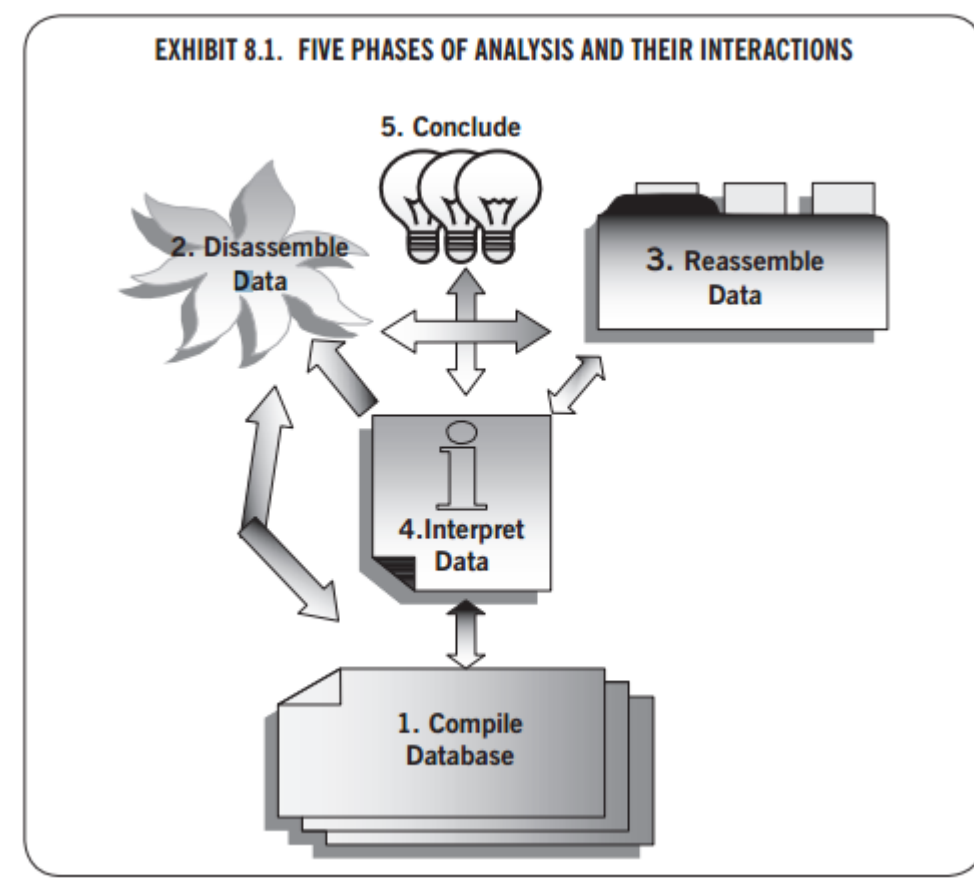 EXHIBIT 8.1. FIVE PHASES OF ANALYSIS AND THEIR INTERACTIONS
5. Conclude
2. Disassemble
Data
3. Reassemble
Data
i
4.Interpret
Data
1. Compile
Database